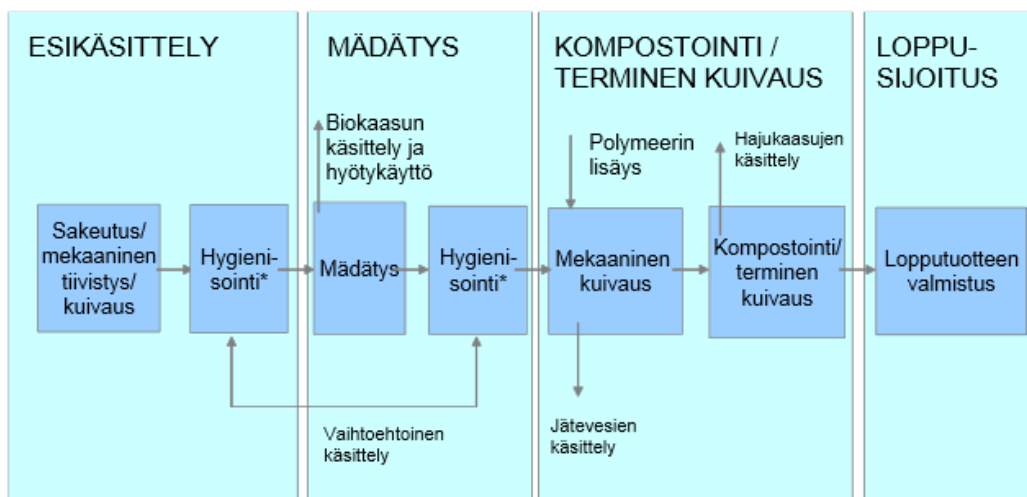 ESIKÄSITTELY
MÄDÄTYS
KOMPOSTOINTI /
TERMINEN KUIVAUS
LOPPU-
SIJOITUS
Biokaasun
käsittely ja
hyötykäyttö
Polymeerin
lisäys
Hajukaasujen
käsittely
Sakeutus/
mekaaninen
tiivistys/
kuivaus
Hygieni-
sointi*
Mädätys
Hygieni-
sointi*
Mekaaninen
kuivaus
Kompostointi/
terminen
kuivaus
Lopputuotteen
valmistus
Vaihtoehtoinen
käsittely
Jätevesien
käsittely